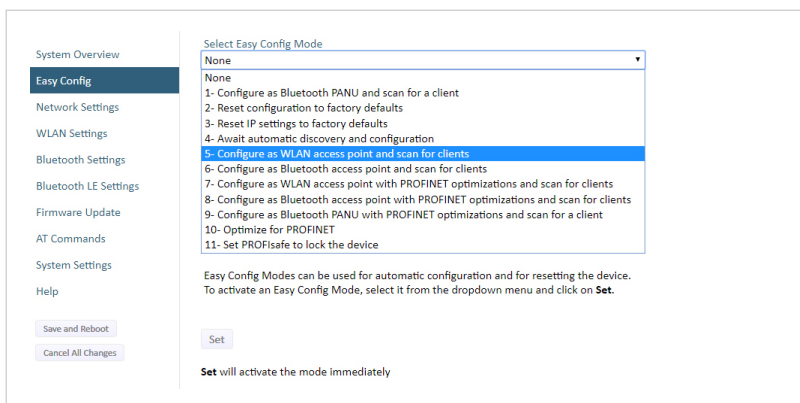 System Overview
Easy Config
Network Settings
WLAN Settings
Bluetooth Settings
Bluetooth LE Settings
Firmware Update
AT Commands
System Settings
Help
Save and Reboot
Cancel All Changes
Select Easy Config Mode
None
None
1- Configure as Bluetooth PANU and scan for a client
2- Reset configuration to factory defaults
3- Reset IP settings to factory defaults
4- Await automatic discovery and configuration
5- Configure as WLAN access point and scan for clients
6- Configure as Bluetooth access point and scan for clients
7- Configure as WLAN access point with PROFINET optimizations and scan for clients
8- Configure as Bluetooth access point with PROFINET optimizations and scan for clients
9- Configure as Bluetooth PANU with PROFINET optimizations and scan for a client
10- Optimize for PROFINET
11- Set PROFIsafe to lock the device
Easy Config Modes can be used for automatic configuration and for resetting the device.
To activate an Easy Config Mode, select it from the dropdown menu and click on Set.
Set
Set will activate the mode immediately